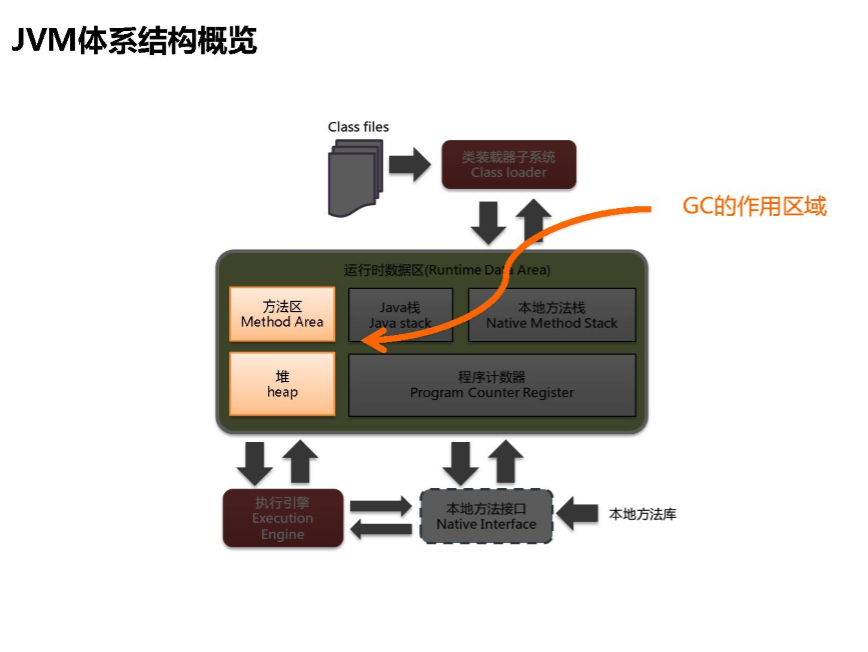 JVM体系结构概览
Class files
类装载器子系统
Class loader
GC的作用区域
运行时数据区(Runtime Data Area)
方法区
Method Area
Java栈
Java stack
本地方法栈
Native Method Stack
堆
heap
程序计数器
Program Counter Register
执行引擎
Execution
Engine
本地方法接口
Native Interface
本地方法库